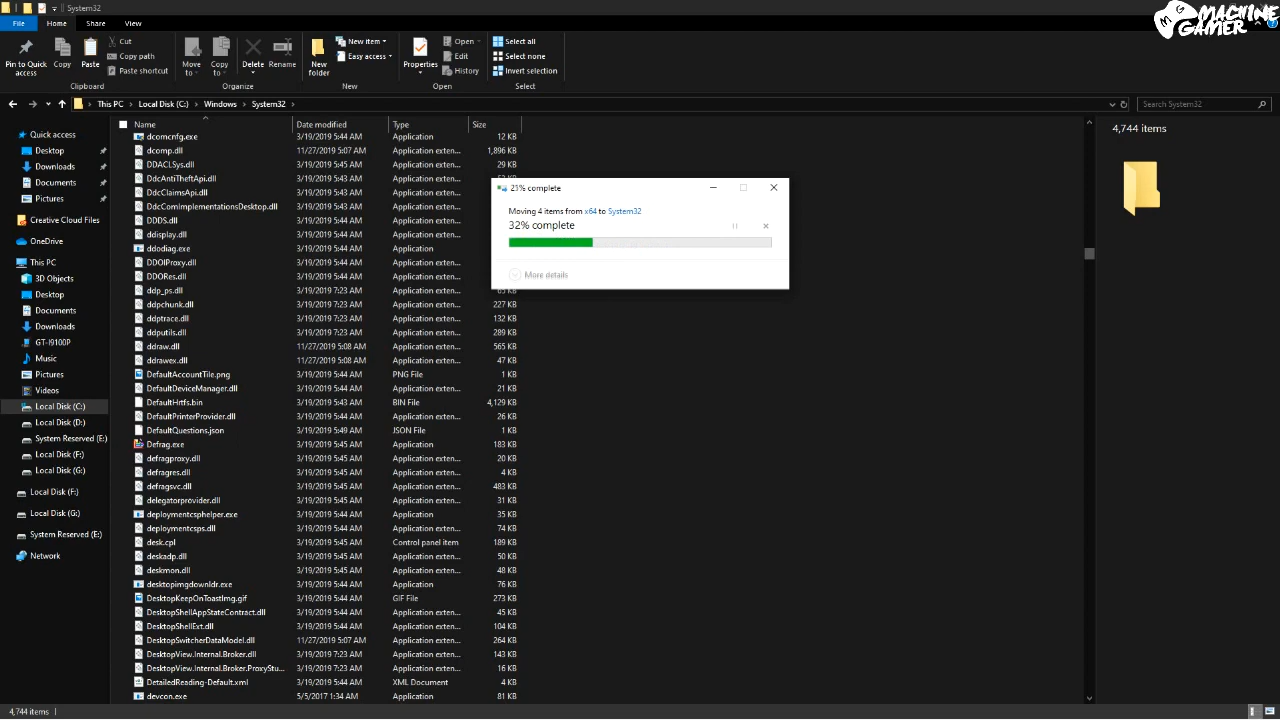 System32
MACHINE
GAMER
File
Home
Share
View
Pin to Quick
access
Copy
Paste
Cut
Copy path
Paste shortcut
Clipboard
Move
to
Copy
to
Delete
Rename
Organize
New
folder
New item
Easy access
New
Properties
Open
Edit
History
Open
Select all
Select none
Invert selection
Select
This PC > Local Disk (C:) > Windows > System32 >
Search System32
Quick access
Desktop
Downloads
Documents
Pictures
Creative Cloud Files
OneDrive
This PC
3D Objects
Desktop
Documents
Downloads
GT-I9100P
Music
Pictures
Videos
Local Disk (C:)
Local Disk (D:)
System Reserved (E:)
Local Disk (F:)
Local Disk (G:)
Local Disk (F:)
Local Disk (G:)
System Reserved (E:)
Network
Name Date modified Type Size
dcomcnfg.exe 3/19/2019 5:44 AM Application 12 KB
dcomp.dll 11/27/2019 5:07 AM Application exten... 1,896 KB
DDACLSys.dll 3/19/2019 5:45 AM Application exten... 29 KB
DdcAntiTheftApi.dll 3/19/2019 5:44 AM Application exten...
DdcClaimsApi.dll 3/19/2019 5:44 AM Application exten...
DdcComImplementationsDesktop.dll 3/19/2019 5:44 AM Application exten...
DDDS.dll 3/19/2019 5:44 AM Application exten...
ddisplay.dll 3/19/2019 5:44 AM Application exten...
ddodiag.exe 3/19/2019 5:44 AM Application
DDOIProxy.dll 3/19/2019 5:44 AM Application exten...
DDORes.dll 3/19/2019 5:44 AM Application exten...
ddp_ps.dll 3/19/2019 7:23 AM Application exten... 65 KB
ddpchunk.dll 3/19/2019 7:23 AM Application exten... 227 KB
ddptrace.dll 3/19/2019 7:23 AM Application exten... 132 KB
ddputils.dll 3/19/2019 7:23 AM Application exten... 289 KB
ddraw.dll 11/27/2019 5:08 AM Application exten... 565 KB
ddrawex.dll 11/27/2019 5:08 AM Application exten... 47 KB
DefaultAccountTile.png 3/19/2019 5:44 AM PNG File 1 KB
DefaultDeviceManager.dll 3/19/2019 5:44 AM Application exten... 21 KB
DefaultHrtfs.bin 3/19/2019 5:43 AM BIN File 4,129 KB
DefaultPrinterProvider.dll 3/19/2019 5:44 AM Application exten... 26 KB
DefaultQuestions.json 3/19/2019 5:44 AM JSON File 1 KB
Defrag.exe 3/19/2019 5:45 AM Application 183 KB
defragproxy.dll 3/19/2019 5:45 AM Application exten... 20 KB
defragres.dll 3/19/2019 5:45 AM Application exten... 4 KB
defragsvc.dll 3/19/2019 5:45 AM Application exten... 483 KB
delegatorprovider.dll 3/19/2019 5:45 AM Application exten... 31 KB
deploymentcsphelper.exe 3/19/2019 5:44 AM Application 35 KB
deploymentcsps.dll 3/19/2019 5:44 AM Application exten... 74 KB
desk.cpl 3/19/2019 5:45 AM Control panel item 189 KB
deskadp.dll 3/19/2019 5:45 AM Application exten... 50 KB
deskmon.dll 3/19/2019 5:45 AM Application exten... 48 KB
desktopimgdownldr.exe 3/19/2019 5:44 AM Application 76 KB
DesktopKeepOnToastImg.gif 3/19/2019 5:44 AM GIF File 273 KB
DesktopShellAppStateContract.dll 3/19/2019 5:44 AM Application exten... 45 KB
DesktopShellExt.dll 3/19/2019 5:44 AM Application exten... 104 KB
DesktopSwitcherDataModel.dll 11/27/2019 5:07 AM Application exten... 264 KB
DesktopView.Internal.Broker.dll 3/19/2019 7:23 AM Application exten... 143 KB
DesktopView.Internal.Broker.ProxyStu... 3/19/2019 7:23 AM Application exten... 16 KB
DetailedReading-Default.xml 3/19/2019 5:44 AM XML Document 4 KB
devcon.exe 5/5/2017 1:34 AM Application 81 KB
Moving 4 items from x64 to System32
32% complete
More details
4,744 items
4,744 items